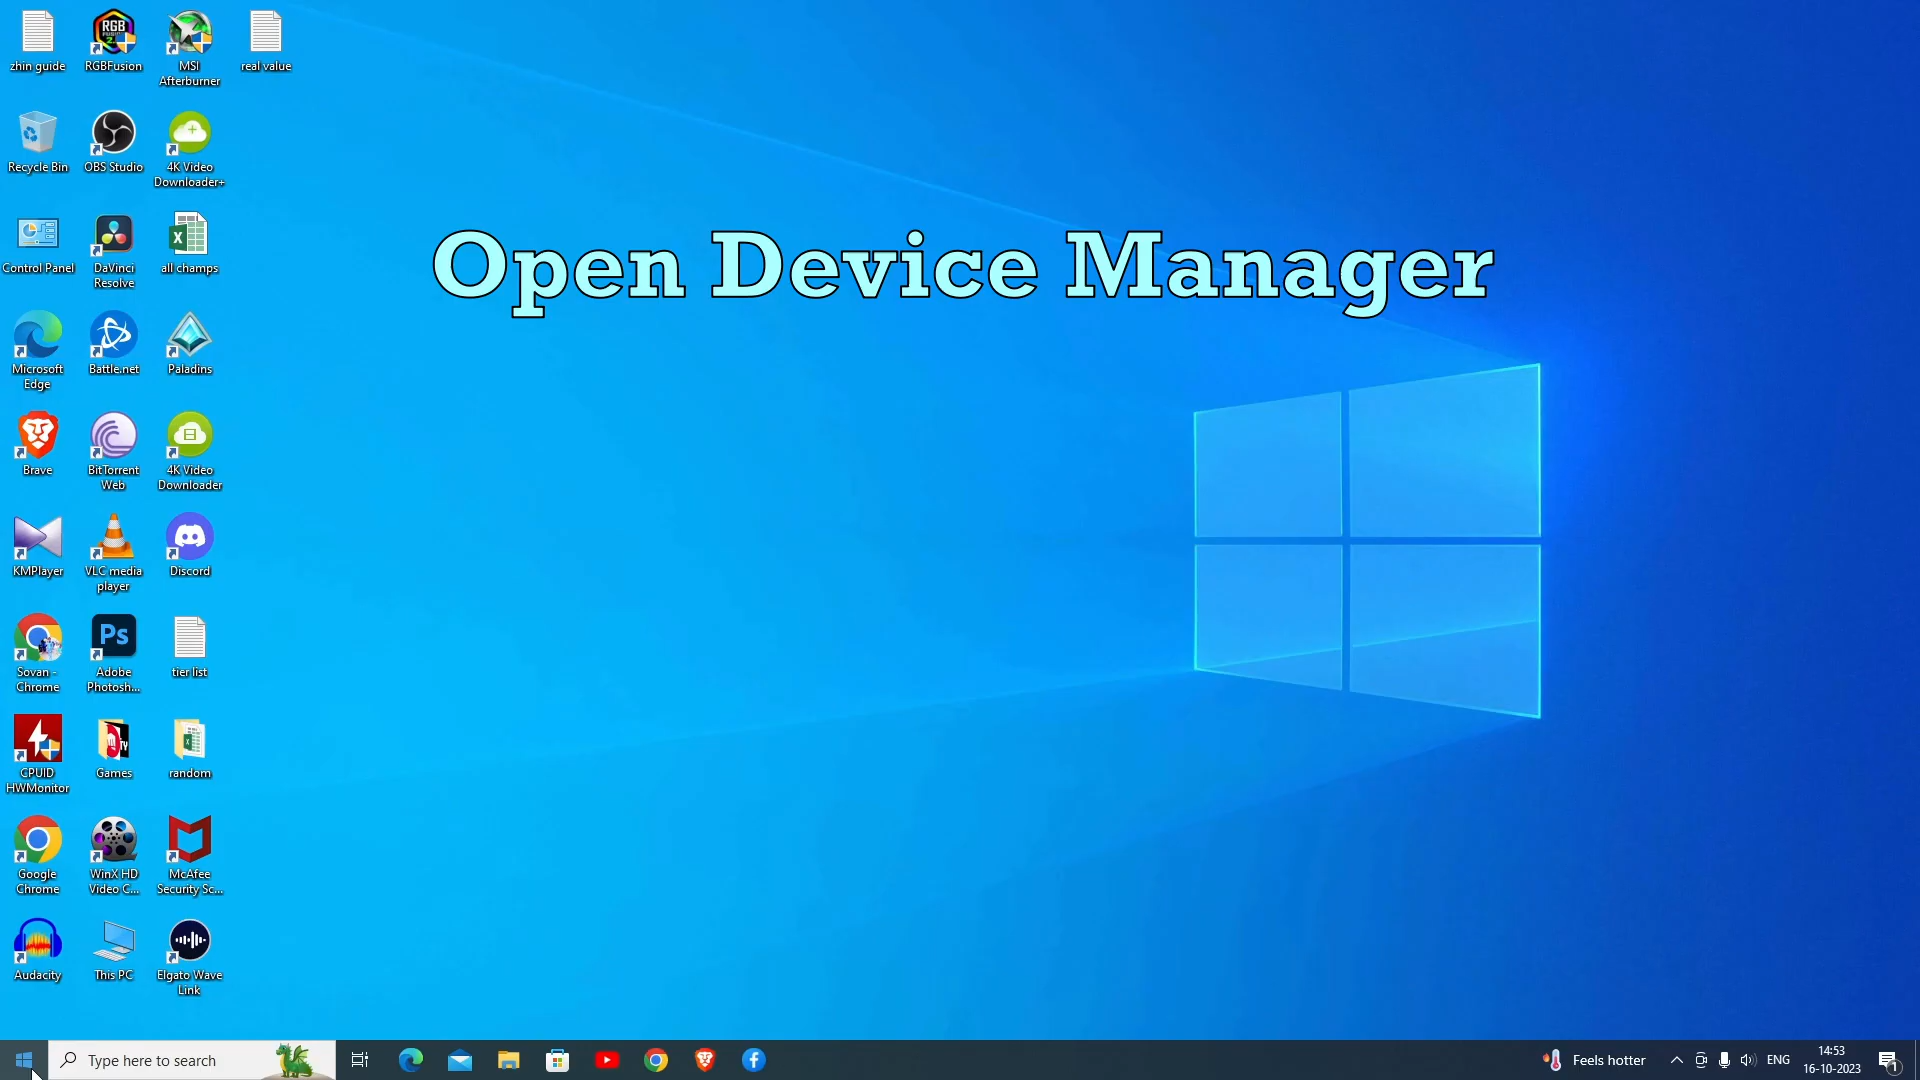 zhin guide
RGBFusion
MSI
Afterburner
real value
Recycle Bin
OBS Studio
4K Video
Downloader+
Control Panel
DaVinci
Resolve
all champs
Open Device Manager
Microsoft
Edge
Battle.net
Paladins
Brave
BitTorrent
Web
4K Video
Downloader
KMPlayer
VLC media
player
Discord
Sovan -
Chrome
Adobe
Photosh...
tier list
CPUID
HWMonitor
Games
random
Google
Chrome
WinX HD
Video C...
McAfee
Security Sc...
Audacity
This PC
Elgato Wave
Link
Type here to search
Feels hotter
ENG
14:53
16-10-2023
1
RGB
Ps